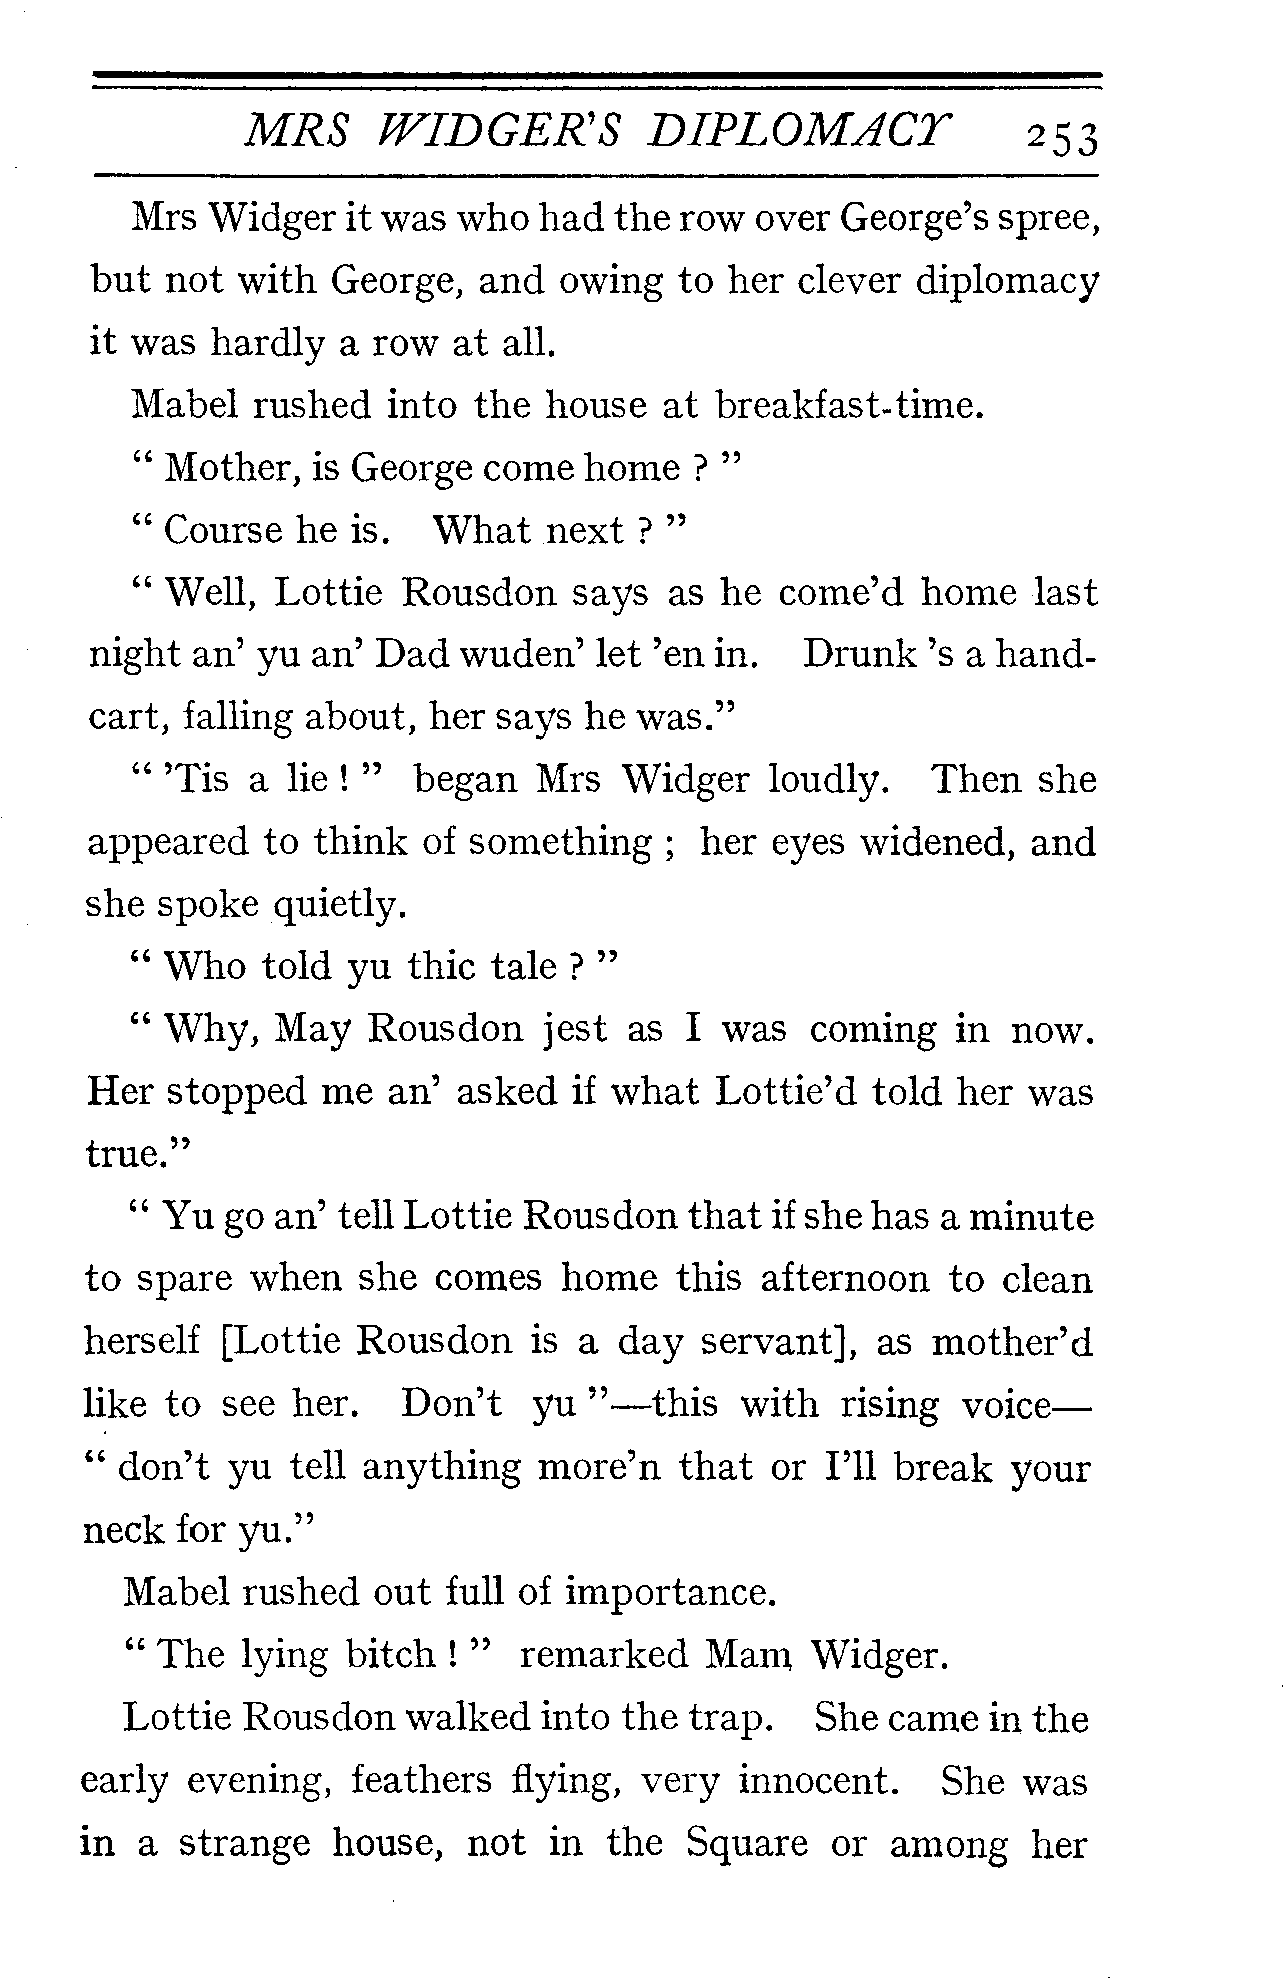 MRS WIDGER'S DIPLOMACY 253
Mrs Widger it was who had the row over George's spree,
but not with George, and owing to her clever diplomacy
it was hardly a row at all.
Mabel rushed into the house at breakfast-time.
“ Mother, is George come home ? ”
“ Course he is. What next ? ”
“ Well, Lottie Rousdon says as he come’d home last
night an’ yu an’ Dad wuden’ let ’en in. Drunk ’s a hand-
cart, falling about, her says he was.”
“ ’Tis a lie ! ” began Mrs Widger loudly. Then she
appeared to think of something ; her eyes widened, and
she spoke quietly.
“ Who told yu thic tale ? ”
“ Why, May Rousdon jest as I was coming in now.
Her stopped me an’ asked if what Lottie’d told her was
true.”
“ Yu go an’ tell Lottie Rousdon that if she has a minute
to spare when she comes home this afternoon to clean
herself [Lottie Rousdon is a day servant], as mother’d
like to see her. Don’t yu ”—this with rising voice—
“ don’t yu tell anything more’n that or I’ll break your
neck for yu.”
Mabel rushed out full of importance.
“ The lying bitch ! ” remarked Mam Widger.
Lottie Rousdon walked into the trap. She came in the
early evening, feathers flying, very innocent. She was
in a strange house, not in the Square or among her